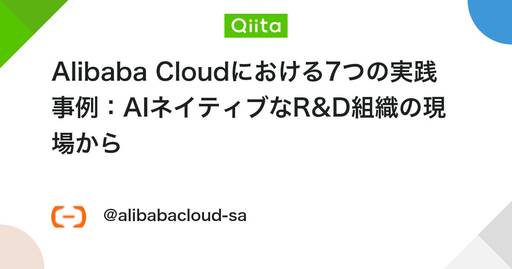 Qiita
Alibaba Cloudにおける7つの実践
事例：AIネイティブなR&D組織の現
場から
@alibabacloud-sa